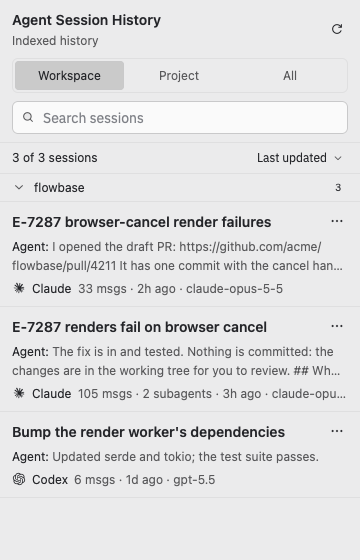 Agent Session History
Indexed history
Workspace
Project
All
Search sessions
3 of 3 sessions
Last updated
flowbase
3
E-7287 browser-cancel render failures
Agent: I opened the draft PR: https://github.com/acme/
flowbase/pull/4211 It has one commit with the cancel han...
Claude 33 msgs · 2h ago · claude-opus-5-5
E-7287 renders fail on browser cancel
Agent: The fix is in and tested. Nothing is committed: the
changes are in the working tree for you to review. ## Wh...
Claude 105 msgs · 2 subagents · 3h ago · claude-opu...
Bump the render worker's dependencies
Agent: Updated serde and tokio; the test suite passes.
Codex 6 msgs · 1d ago · gpt-5.5